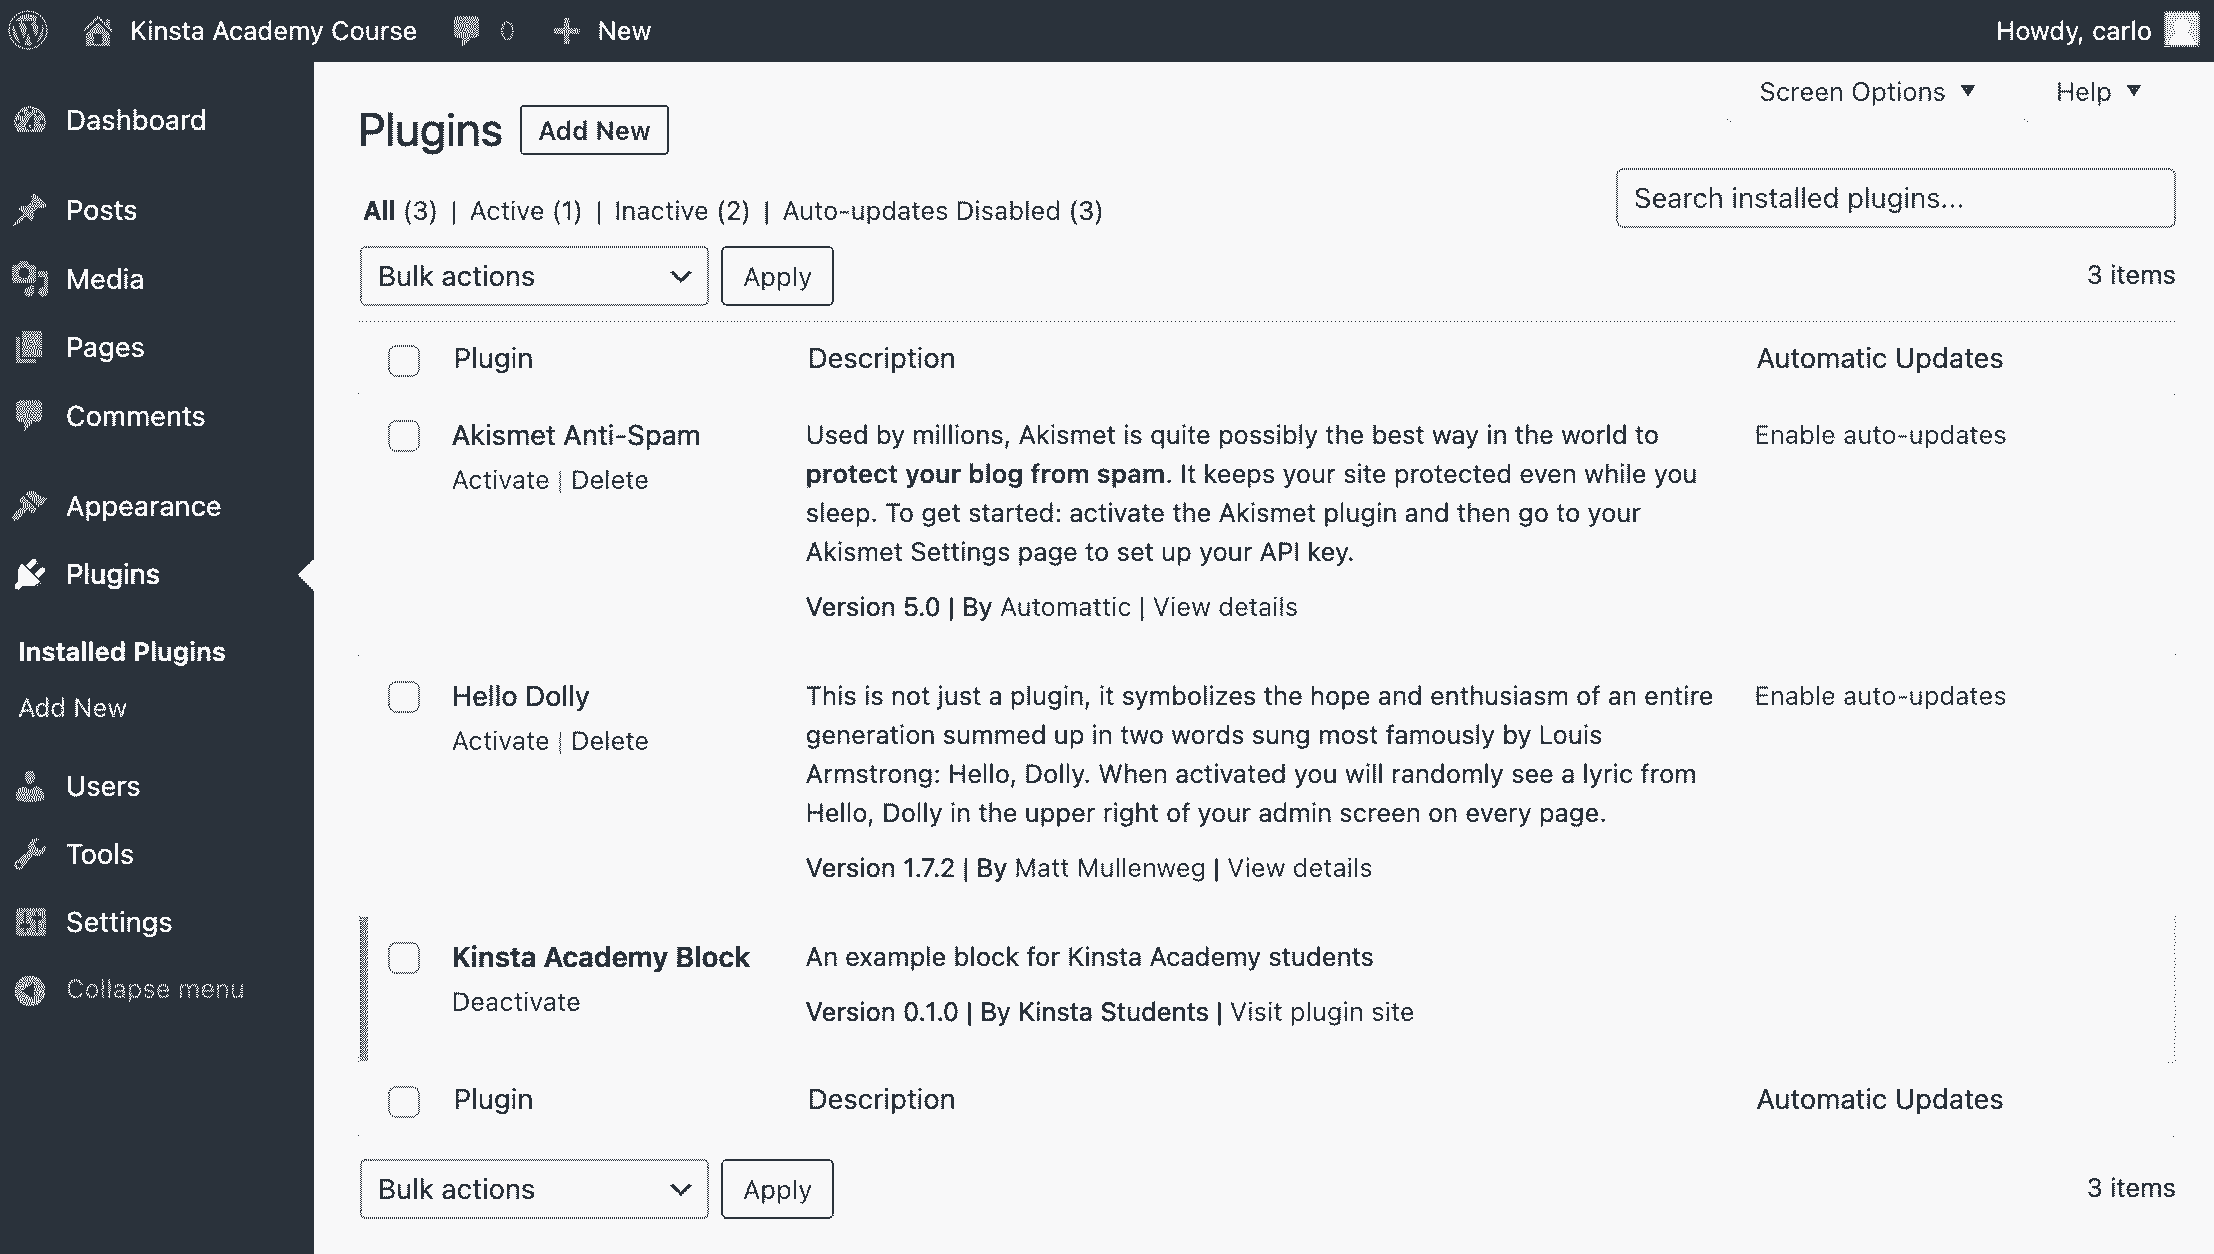 Kinsta Academy Course 0 New Howdy, carlo
Dashboard
Posts
Media
Pages
Comments
Appearance
Plugins
Installed Plugins
Add New
Users
Tools
Settings
Collapse menu
Screen Options ▼ Help ▼
Plugins Add New
All (3) | Active (1) | Inactive (2) | Auto-updates Disabled (3)
Search installed plugins...
Bulk actions Apply 3 items
Plugin Description Automatic Updates
Akismet Anti-Spam
Activate | Delete
Used by millions, Akismet is quite possibly the best way in the world to
protect your blog from spam. It keeps your site protected even while you
sleep. To get started: activate the Akismet plugin and then go to your
Akismet Settings page to set up your API key.
Version 5.0 | By Automattic | View details
Enable auto-updates
Hello Dolly
Activate | Delete
This is not just a plugin, it symbolizes the hope and enthusiasm of an entire
generation summed up in two words sung most famously by Louis
Armstrong: Hello, Dolly. When activated you will randomly see a lyric from
Hello, Dolly in the upper right of your admin screen on every page.
Version 1.7.2 | By Matt Mullenweg | View details
Enable auto-updates
Kinsta Academy Block
Deactivate
An example block for Kinsta Academy students
Version 0.1.0 | By Kinsta Students | Visit plugin site
Plugin Description Automatic Updates
Bulk actions Apply 3 items